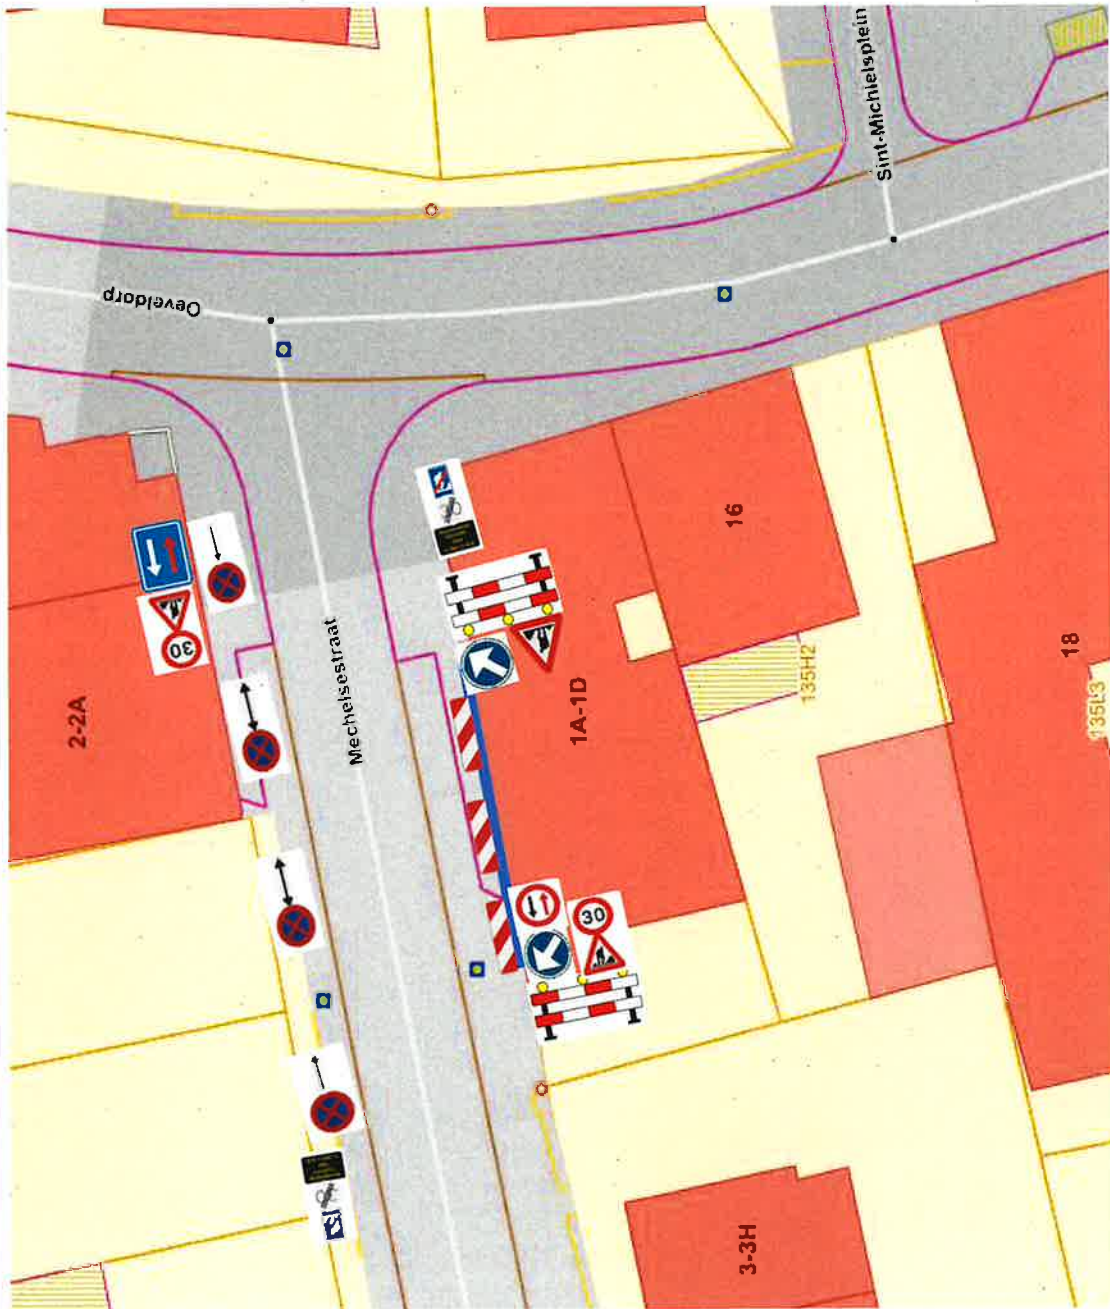 Sint-Michielsplein
Oeveldorp
16
30
Mechelsestraat
2-2A
18
135H2
1A-1D
135L3
30
3-3H